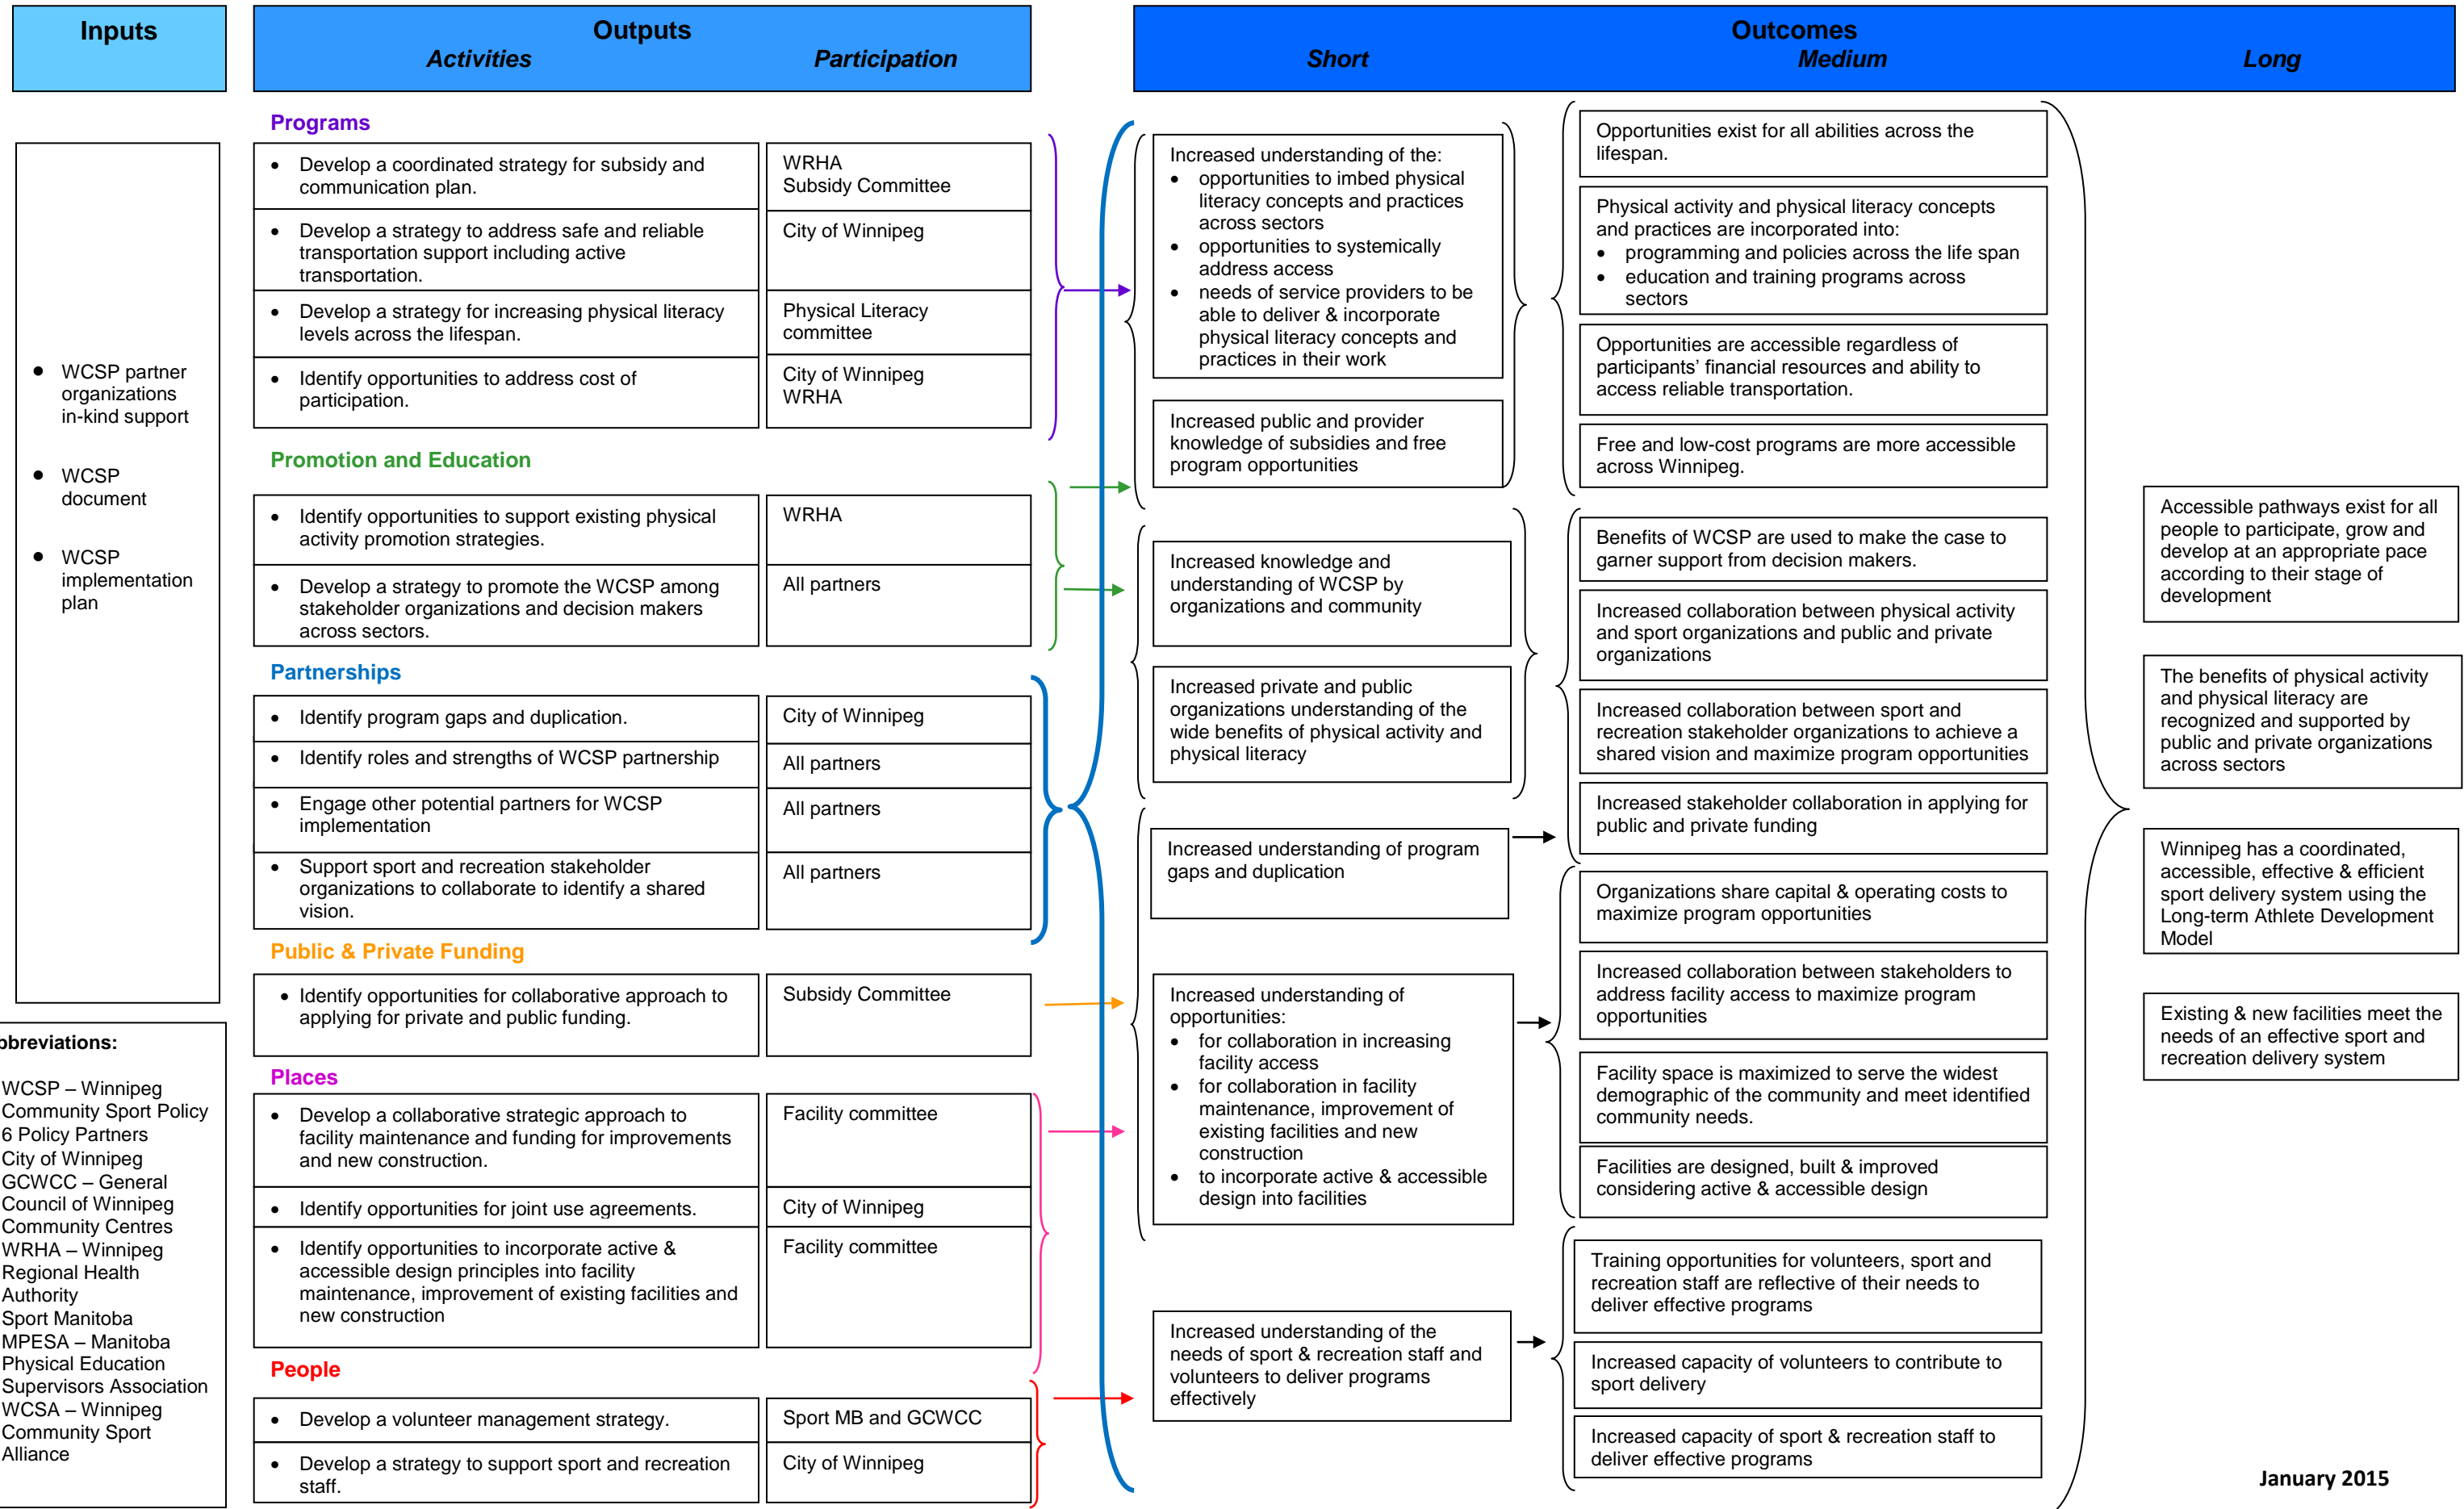 Inputs
Outputs
Activities
Participation
Outcomes
Short
Medium
Long
• WCSP partner
organizations
in-kind support
• WCSP
document
• WCSP
implementation
plan
bbreviations:
WCSP – Winnipeg
Community Sport Policy
6 Policy Partners
City of Winnipeg
GCWCC – General
Council of Winnipeg
Community Centres
WRHA – Winnipeg
Regional Health
Authority
Sport Manitoba
MPESA – Manitoba
Physical Education
Supervisors Association
WCSA – Winnipeg
Community Sport
Alliance
Programs
• Develop a coordinated strategy for subsidy and
communication plan.
WRHA
Subsidy Committee
• Develop a strategy to address safe and reliable
transportation support including active
transportation.
City of Winnipeg
• Develop a strategy for increasing physical literacy
levels across the lifespan.
Physical Literacy
committee
• Identify opportunities to address cost of
participation.
City of Winnipeg
WRHA
Promotion and Education
• Identify opportunities to support existing physical
activity promotion strategies.
WRHA
• Develop a strategy to promote the WCSP among
stakeholder organizations and decision makers
across sectors.
All partners
Partnerships
• Identify program gaps and duplication.
City of Winnipeg
• Identify roles and strengths of WCSP partnership
All partners
• Engage other potential partners for WCSP
implementation
All partners
• Support sport and recreation stakeholder
organizations to collaborate to identify a shared
vision.
All partners
Public & Private Funding
• Identify opportunities for collaborative approach to
applying for private and public funding.
Subsidy Committee
Places
• Develop a collaborative strategic approach to
facility maintenance and funding for improvements
and new construction.
Facility committee
• Identify opportunities for joint use agreements.
City of Winnipeg
• Identify opportunities to incorporate active &
accessible design principles into facility
maintenance, improvement of existing facilities and
new construction
Facility committee
People
• Develop a volunteer management strategy.
Sport MB and GCWCC
• Develop a strategy to support sport and recreation
staff.
City of Winnipeg
Increased understanding of the:
• opportunities to imbed physical
literacy concepts and practices
across sectors
• opportunities to systemically
address access
• needs of service providers to be
able to deliver & incorporate
physical literacy concepts and
practices in their work
Increased public and provider
knowledge of subsidies and free
program opportunities
Increased knowledge and
understanding of WCSP by
organizations and community
Increased private and public
organizations understanding of the
wide benefits of physical activity and
physical literacy
Increased understanding of program
gaps and duplication
Increased understanding of
opportunities:
• for collaboration in increasing
facility access
• for collaboration in facility
maintenance, improvement of
existing facilities and new
construction
• to incorporate active & accessible
design into facilities
Increased understanding of the
needs of sport & recreation staff and
volunteers to deliver programs
effectively
Opportunities exist for all abilities across the
lifespan.
Physical activity and physical literacy concepts
and practices are incorporated into:
• programming and policies across the life span
• education and training programs across
sectors
Opportunities are accessible regardless of
participants’ financial resources and ability to
access reliable transportation.
Free and low-cost programs are more accessible
across Winnipeg.
Benefits of WCSP are used to make the case to
garner support from decision makers.
Increased collaboration between physical activity
and sport organizations and public and private
organizations
Increased collaboration between sport and
recreation stakeholder organizations to achieve a
shared vision and maximize program opportunities
Increased stakeholder collaboration in applying for
public and private funding
Organizations share capital & operating costs to
maximize program opportunities
Increased collaboration between stakeholders to
address facility access to maximize program
opportunities
Facility space is maximized to serve the widest
demographic of the community and meet identified
community needs.
Facilities are designed, built & improved
considering active & accessible design
Training opportunities for volunteers, sport and
recreation staff are reflective of their needs to
deliver effective programs
Increased capacity of volunteers to contribute to
sport delivery
Increased capacity of sport & recreation staff to
deliver effective programs
Accessible pathways exist for all
people to participate, grow and
develop at an appropriate pace
according to their stage of
development
The benefits of physical activity
and physical literacy are
recognized and supported by
public and private organizations
across sectors
Winnipeg has a coordinated,
accessible, effective & efficient
sport delivery system using the
Long-term Athlete Development
Model
Existing & new facilities meet the
needs of an effective sport and
recreation delivery system
January 2015